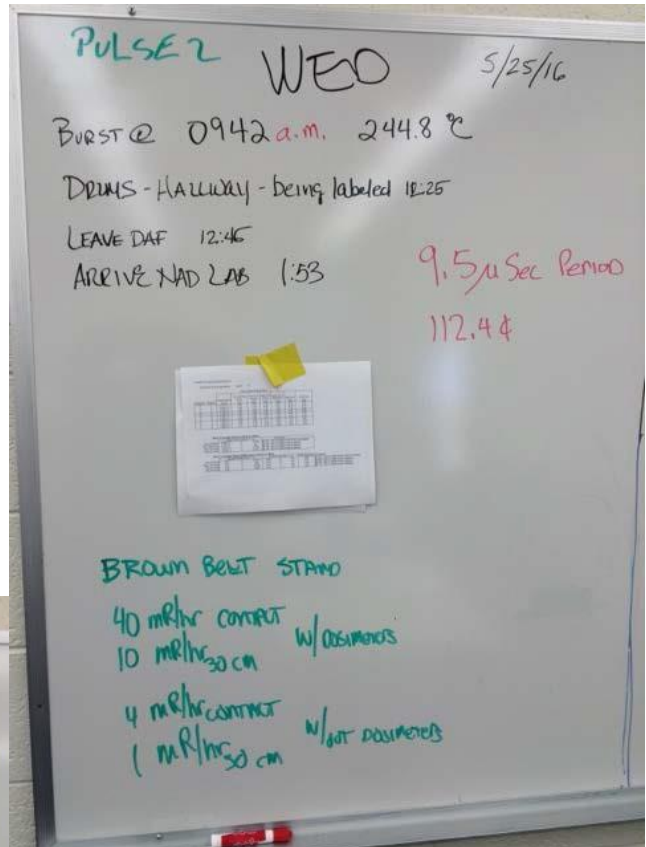 PULSE 2 WED 5/25/16
BURST @ 0942 a.m. 244.8 °C
DRUMS - HALLWAY - being labeled 12:25
LEAVE DAF 12:46
ARRIVE NAD LAB 1:53
9.5 μ Sec PERIOD
112.4 ¢
BROWN BELT STAND
40 mR/hr CONTACT
10 mR/hr 30 cm
W/ DOSIMETERS
4 mR/hr CONTACT
1 mR/hr 30 cm
W/OUT DOSIMETERS